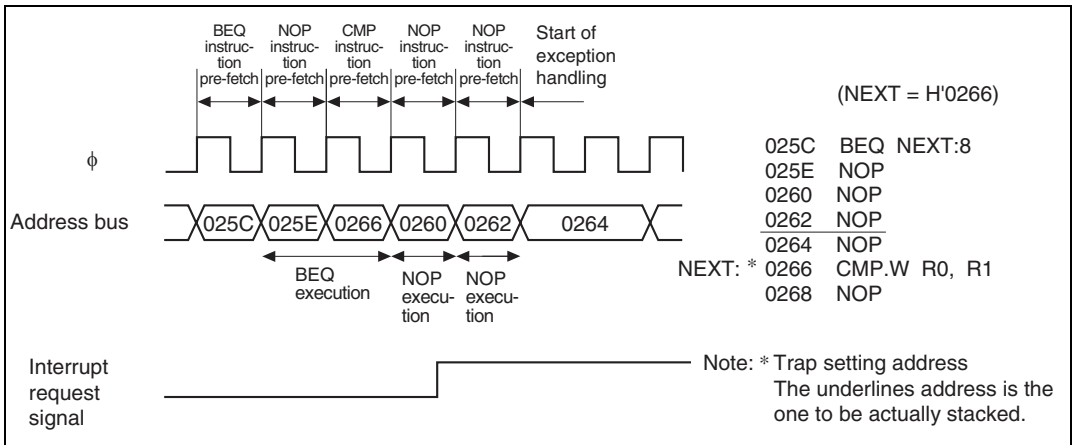 BEQ instruc- tion pre-fetch
NOP instruc- tion pre-fetch
CMP instruc- tion pre-fetch
NOP instruc- tion pre-fetch
NOP instruc- tion pre-fetch
Start of
exception
handling
(NEXT = H'0266)
ϕ
Address bus
025C 025E 0266 0260 0262 0264
BEQ
execution
NOP
execu-
tion
NOP
execu-
tion
025C BEQ NEXT:8
025E NOP
0260 NOP
0262 NOP
0264 NOP
NEXT: * 0266 CMP.W R0, R1
0268 NOP
Interrupt
request
signal
Note: * Trap setting address
The underlines address is the
one to be actually stacked.